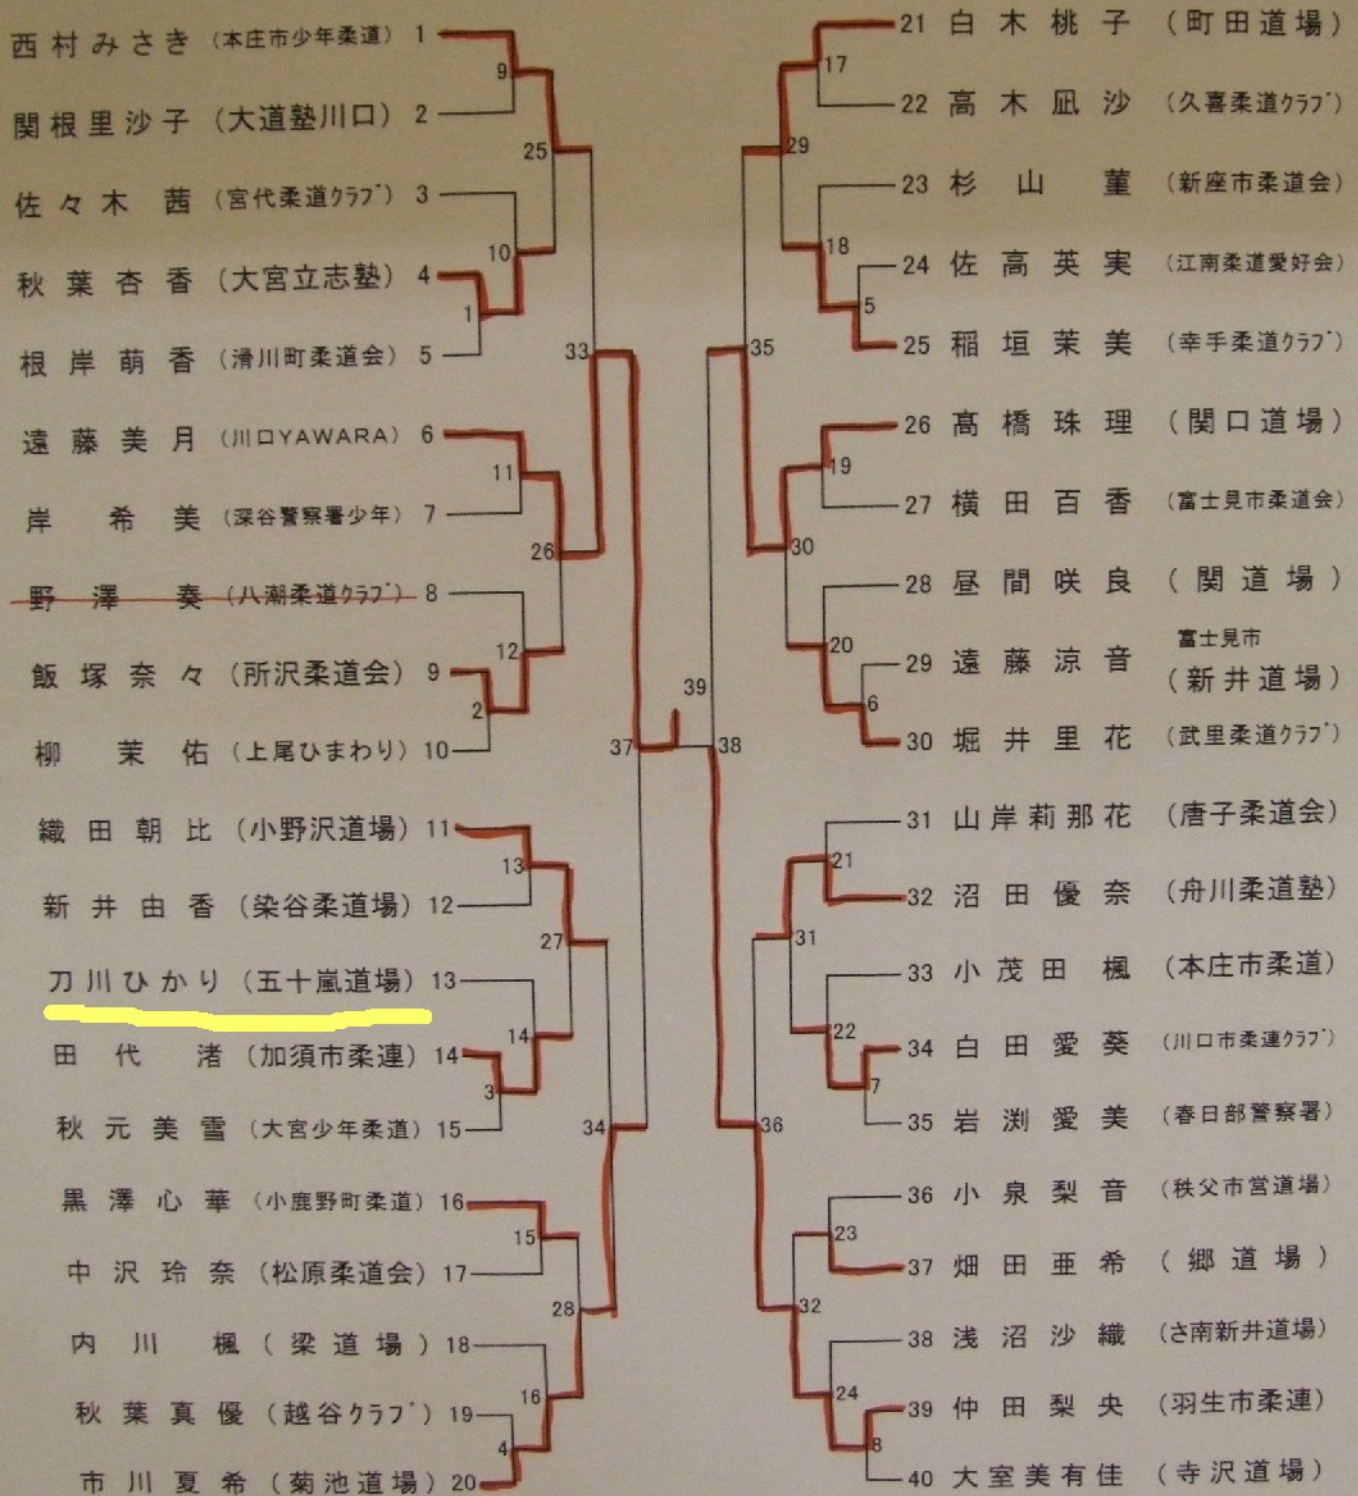 西村みさき (本庄市少年柔道) 1
関根里沙子 (大道塾川口) 2
佐々木茜 (宮代柔道クラブ) 3
秋葉杏香 (大宮立志塾) 4
根岸萌香 (滑川町柔道会) 5
遠藤美月 (川口YAWARA) 6
岸希美 (深谷警察署少年) 7
野澤奏 (八潮柔道クラブ) 8
飯塚奈々 (所沢柔道会) 9
柳茉佑 (上尾ひまわり) 10
織田朝比 (小野沢道場) 11
新井由香 (染谷柔道場) 12
刀川ひかり (五十嵐道場) 13
田代渚 (加須市柔連) 14
秋元美雪 (大宮少年柔道) 15
黒澤心華 (小鹿野町柔道) 16
中沢玲奈 (松原柔道会) 17
内川楓 (梁道場) 18
秋葉真優 (越谷クラブ) 19
市川夏希 (菊池道場) 20
9
25
10
1
33
11
26
12
2
37
13
27
14
3
34
15
28
16
4
39
17
29
18
5
35
19
30
20
6
38
21
31
22
7
36
23
32
24
8
21 白木桃子 (町田道場)
22 高木凪沙 (久喜柔道クラブ)
23 杉山菫 (新座市柔道会)
24 佐高英実 (江南柔道愛好会)
25 稲垣茉美 (幸手柔道クラブ)
26 髙橋珠理 (関口道場)
27 横田百香 (富士見市柔道会)
28 昼間咲良 (関道場)
29 遠藤涼音 富士見市 (新井道場)
30 堀井里花 (武里柔道クラブ)
31 山岸莉那花 (唐子柔道会)
32 沼田優奈 (舟川柔道塾)
33 小茂田楓 (本庄市柔道)
34 白田愛葵 (川口市柔連クラブ)
35 岩渕愛美 (春日部警察署)
36 小泉梨音 (秩父市営道場)
37 畑田亜希 (郷道場)
38 浅沼沙織 (さ南新井道場)
39 仲田梨央 (羽生市柔連)
40 大室美有佳 (寺沢道場)